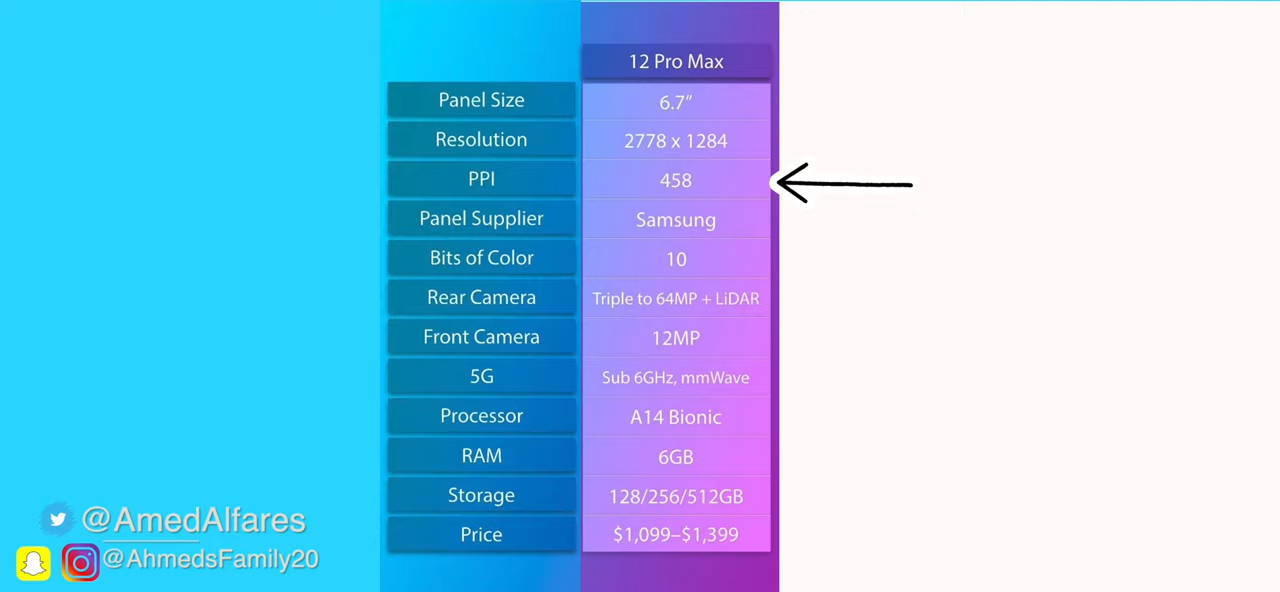 12 Pro Max
Panel Size 6.7”
Resolution 2778 x 1284
PPI 458
Panel Supplier Samsung
Bits of Color 10
Rear Camera Triple to 64MP + LiDAR
Front Camera 12MP
5G Sub 6GHz, mmWave
Processor A14 Bionic
RAM 6GB
Storage 128/256/512GB
Price $1,099–$1,399
@AmedAlfares
@AhmedsFamily20